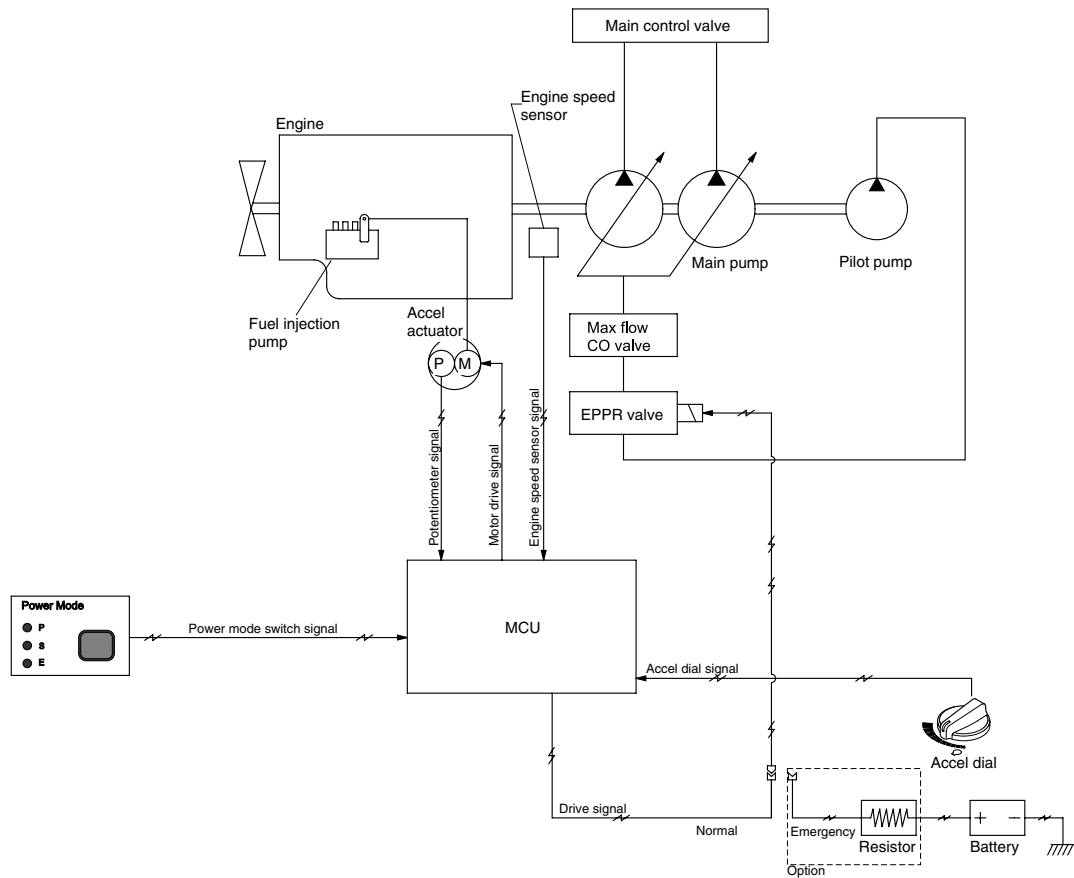 Main control valve
Engine speed
sensor
Engine
Main pump
Pilot pump
Fuel injection
pump
Accel
actuator
P
M
Max flow
CO valve
EPPR valve
Potentiometer signal
Motor drive signal
Engine speed sensor signal
Power Mode
P
S
E
Power mode switch signal
MCU
Accel dial signal
Accel dial
Drive signal
Normal
Emergency
Resistor
+ -
Battery
Option